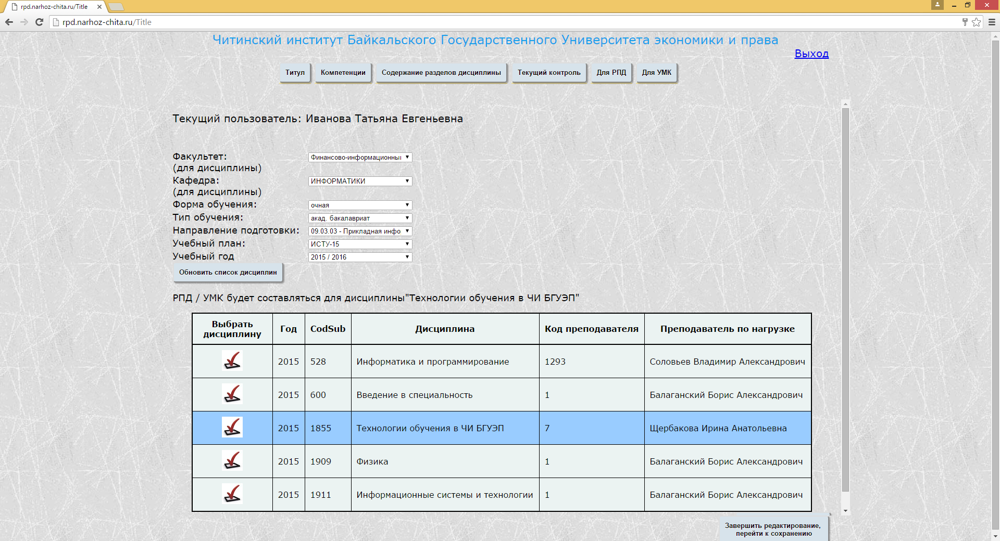 rpd.narhoz-chita.ru/Title
rpd.narhoz-chita.ru/Title
Читинский институт Байкальского Государственного Университета экономики и права
Выход
Титул Компетенции Содержание разделов дисциплины Текущий контроль Для РПД Для УМК
Текущий пользователь: Иванова Татьяна Евгеньевна
Факультет: Финансово-информационны
(для дисциплины)
Кафедра: ИНФОРМАТИКИ
(для дисциплины)
Форма обучения: очная
Тип обучения: акад. бакалавриат
Направление подготовки: 09.03.03 - Прикладная инфо
Учебный план: ИСТУ-15
Учебный год 2015 / 2016
Обновить список дисциплин
РПД / УМК будет составляться для дисциплины"Технологии обучения в ЧИ БГУЭП"
Выбрать дисциплину Год CodSub Дисциплина Код преподавателя Преподаватель по нагрузке
2015 528 Информатика и программирование 1293 Соловьев Владимир Александрович
2015 600 Введение в специальность 1 Балаганский Борис Александрович
2015 1855 Технологии обучения в ЧИ БГУЭП 7 Щербакова Ирина Анатольевна
2015 1909 Физика 1 Балаганский Борис Александрович
2015 1911 Информационные системы и технологии 1 Балаганский Борис Александрович
Завершить редактирование,
перейти к сохранению